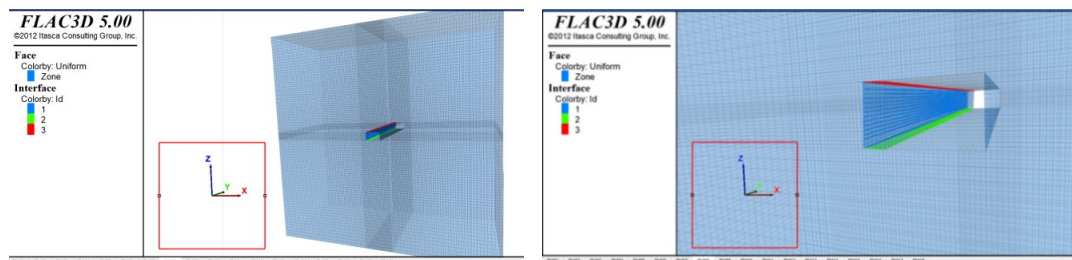 FLAC3D 5.00
©2012 Itasca Consulting Group, Inc.
Face
Colorby: Uniform
Zone
Interface
Colorby: Id
1
2
3
Z
Y
X
FLAC3D 5.00
©2012 Itasca Consulting Group, Inc.
Face
Colorby: Uniform
Zone
Interface
Colorby: Id
1
2
3
Z
Y
X